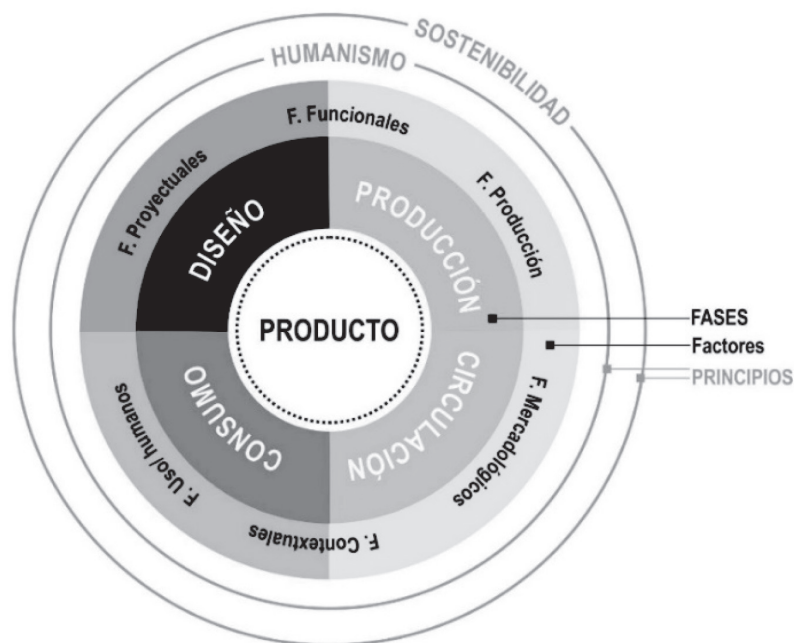 SOSTENIBILIDAD
HUMANISMO
F. Funcionales
F. Proyectuales
F. Producción
DISEÑO
PRODUCCIÓN
PRODUCTO
FASES
Factores
PRINCIPIOS
CONSUMO
CIRCULACIÓN
F. Uso/ humanos
F. Mercadológicos
F. Contextuales